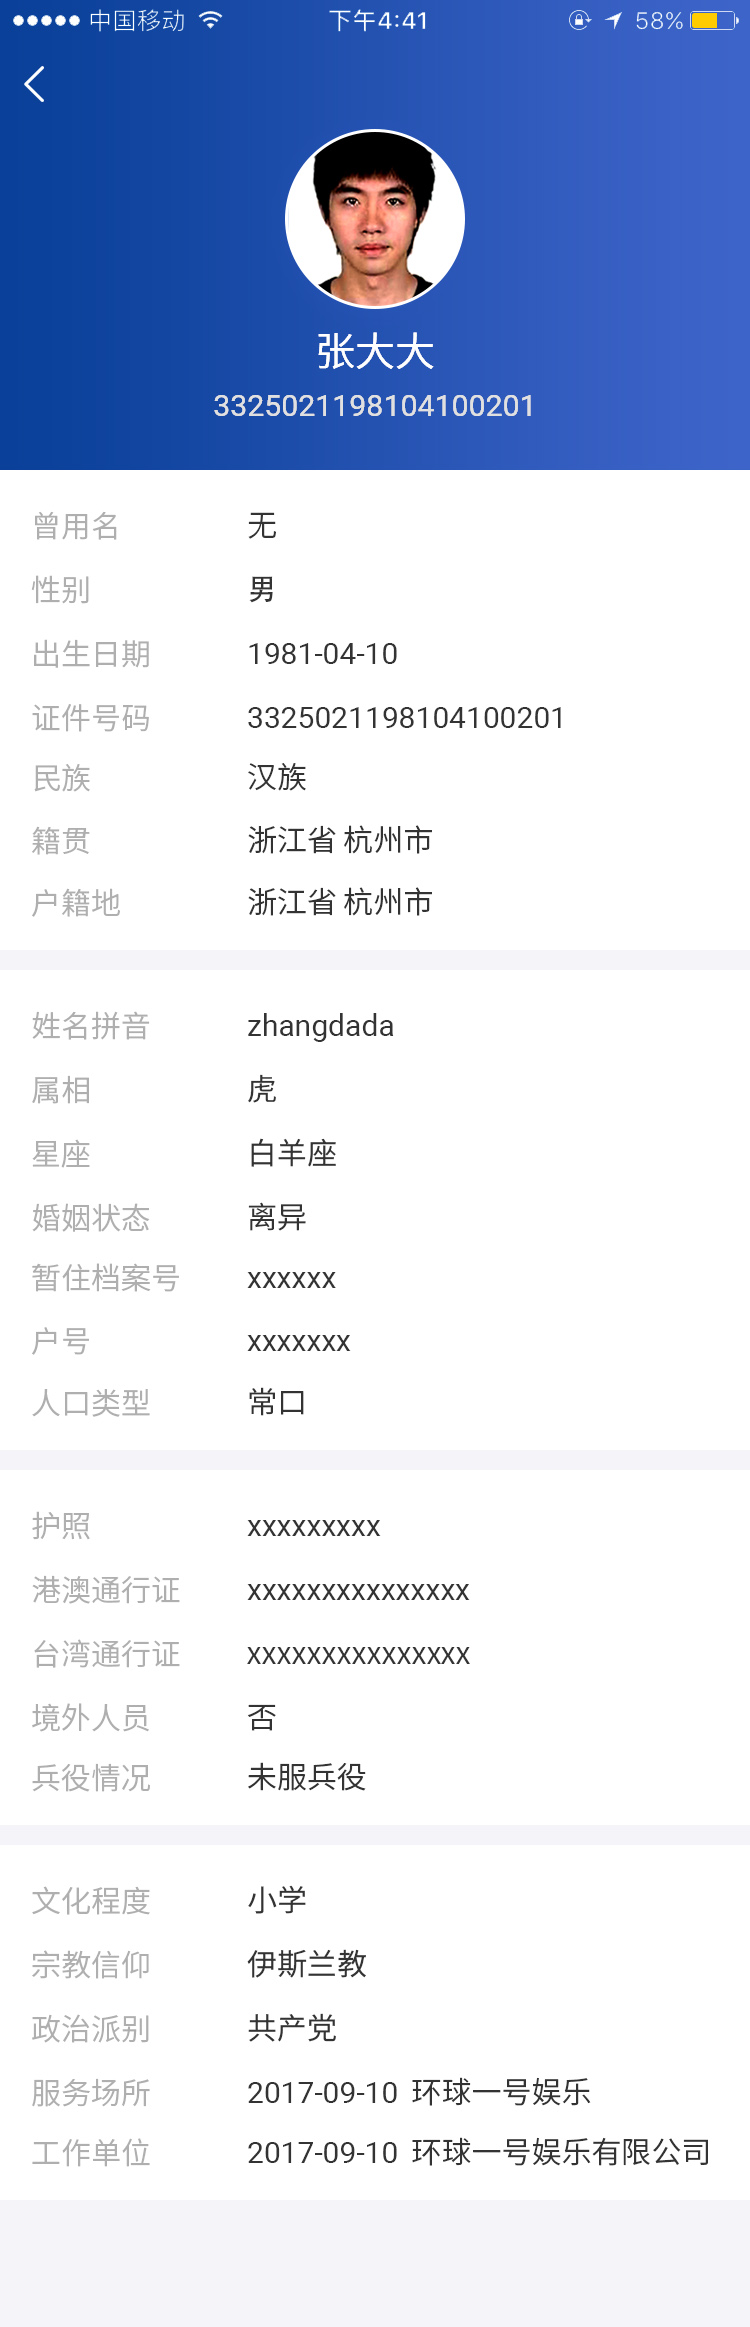 中国移动 下午4:41 58%
张大大
3325021198104100201
曾用名 无
性别 男
出生日期 1981-04-10
证件号码 3325021198104100201
民族 汉族
籍贯 浙江省 杭州市
户籍地 浙江省 杭州市
姓名拼音 zhangdada
属相 虎
星座 白羊座
婚姻状态 离异
暂住档案号 xxxxxx
户号 xxxxxxx
人口类型 常口
护照 xxxxxxxxx
港澳通行证 xxxxxxxxxxxxxxx
台湾通行证 xxxxxxxxxxxxxxx
境外人员 否
兵役情况 未服兵役
文化程度 小学
宗教信仰 伊斯兰教
政治派别 共产党
服务场所 2017-09-10 环球一号娱乐
工作单位 2017-09-10 环球一号娱乐有限公司